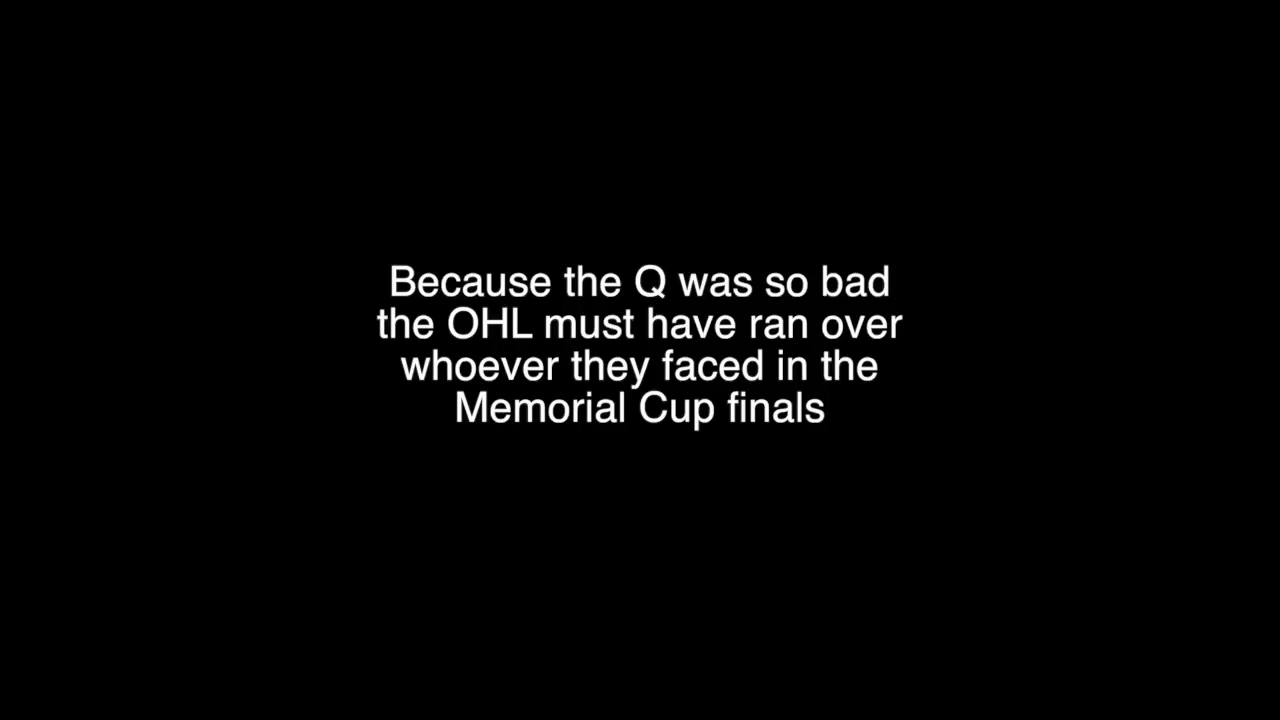 Because the Q was so bad
the OHL must have ran over
whoever they faced in the
Memorial Cup finals